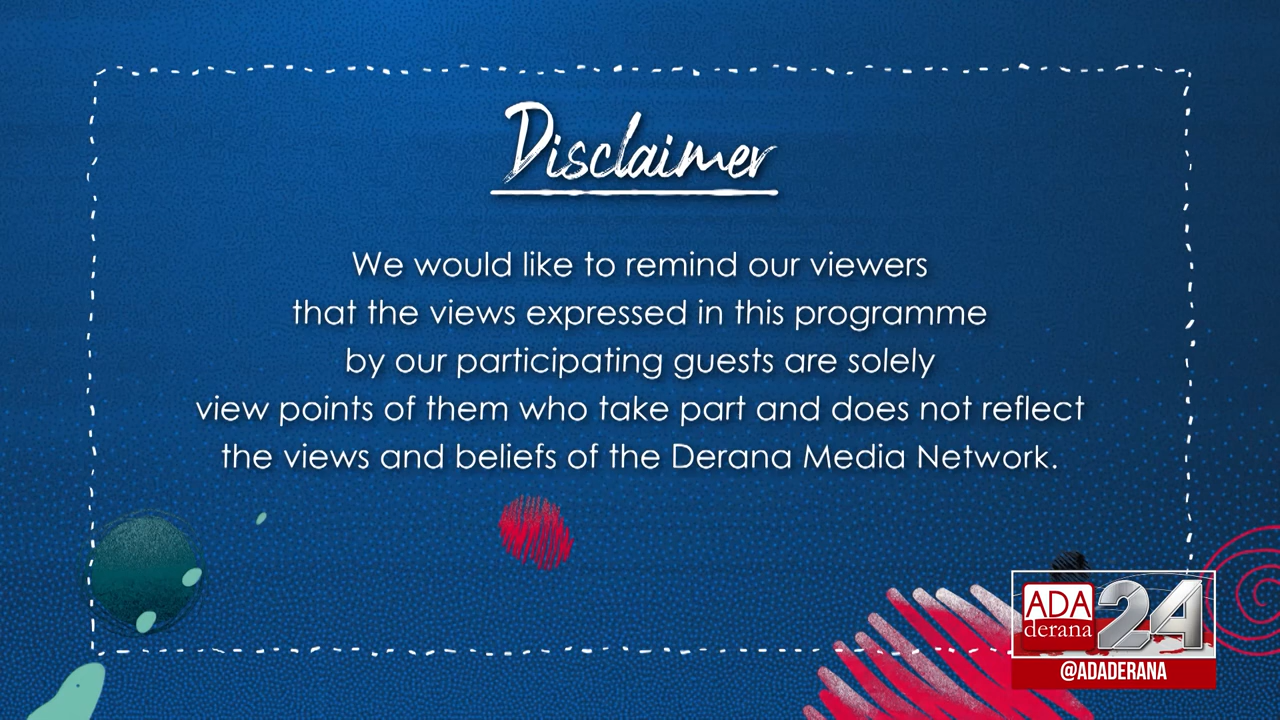 Disclaimer
We would like to remind our viewers
that the views expressed in this programme
by our participating guests are solely
view points of them who take part and does not reflect
the views and beliefs of the Derana Media Network.
ADA
derana
24
@ADADERANA